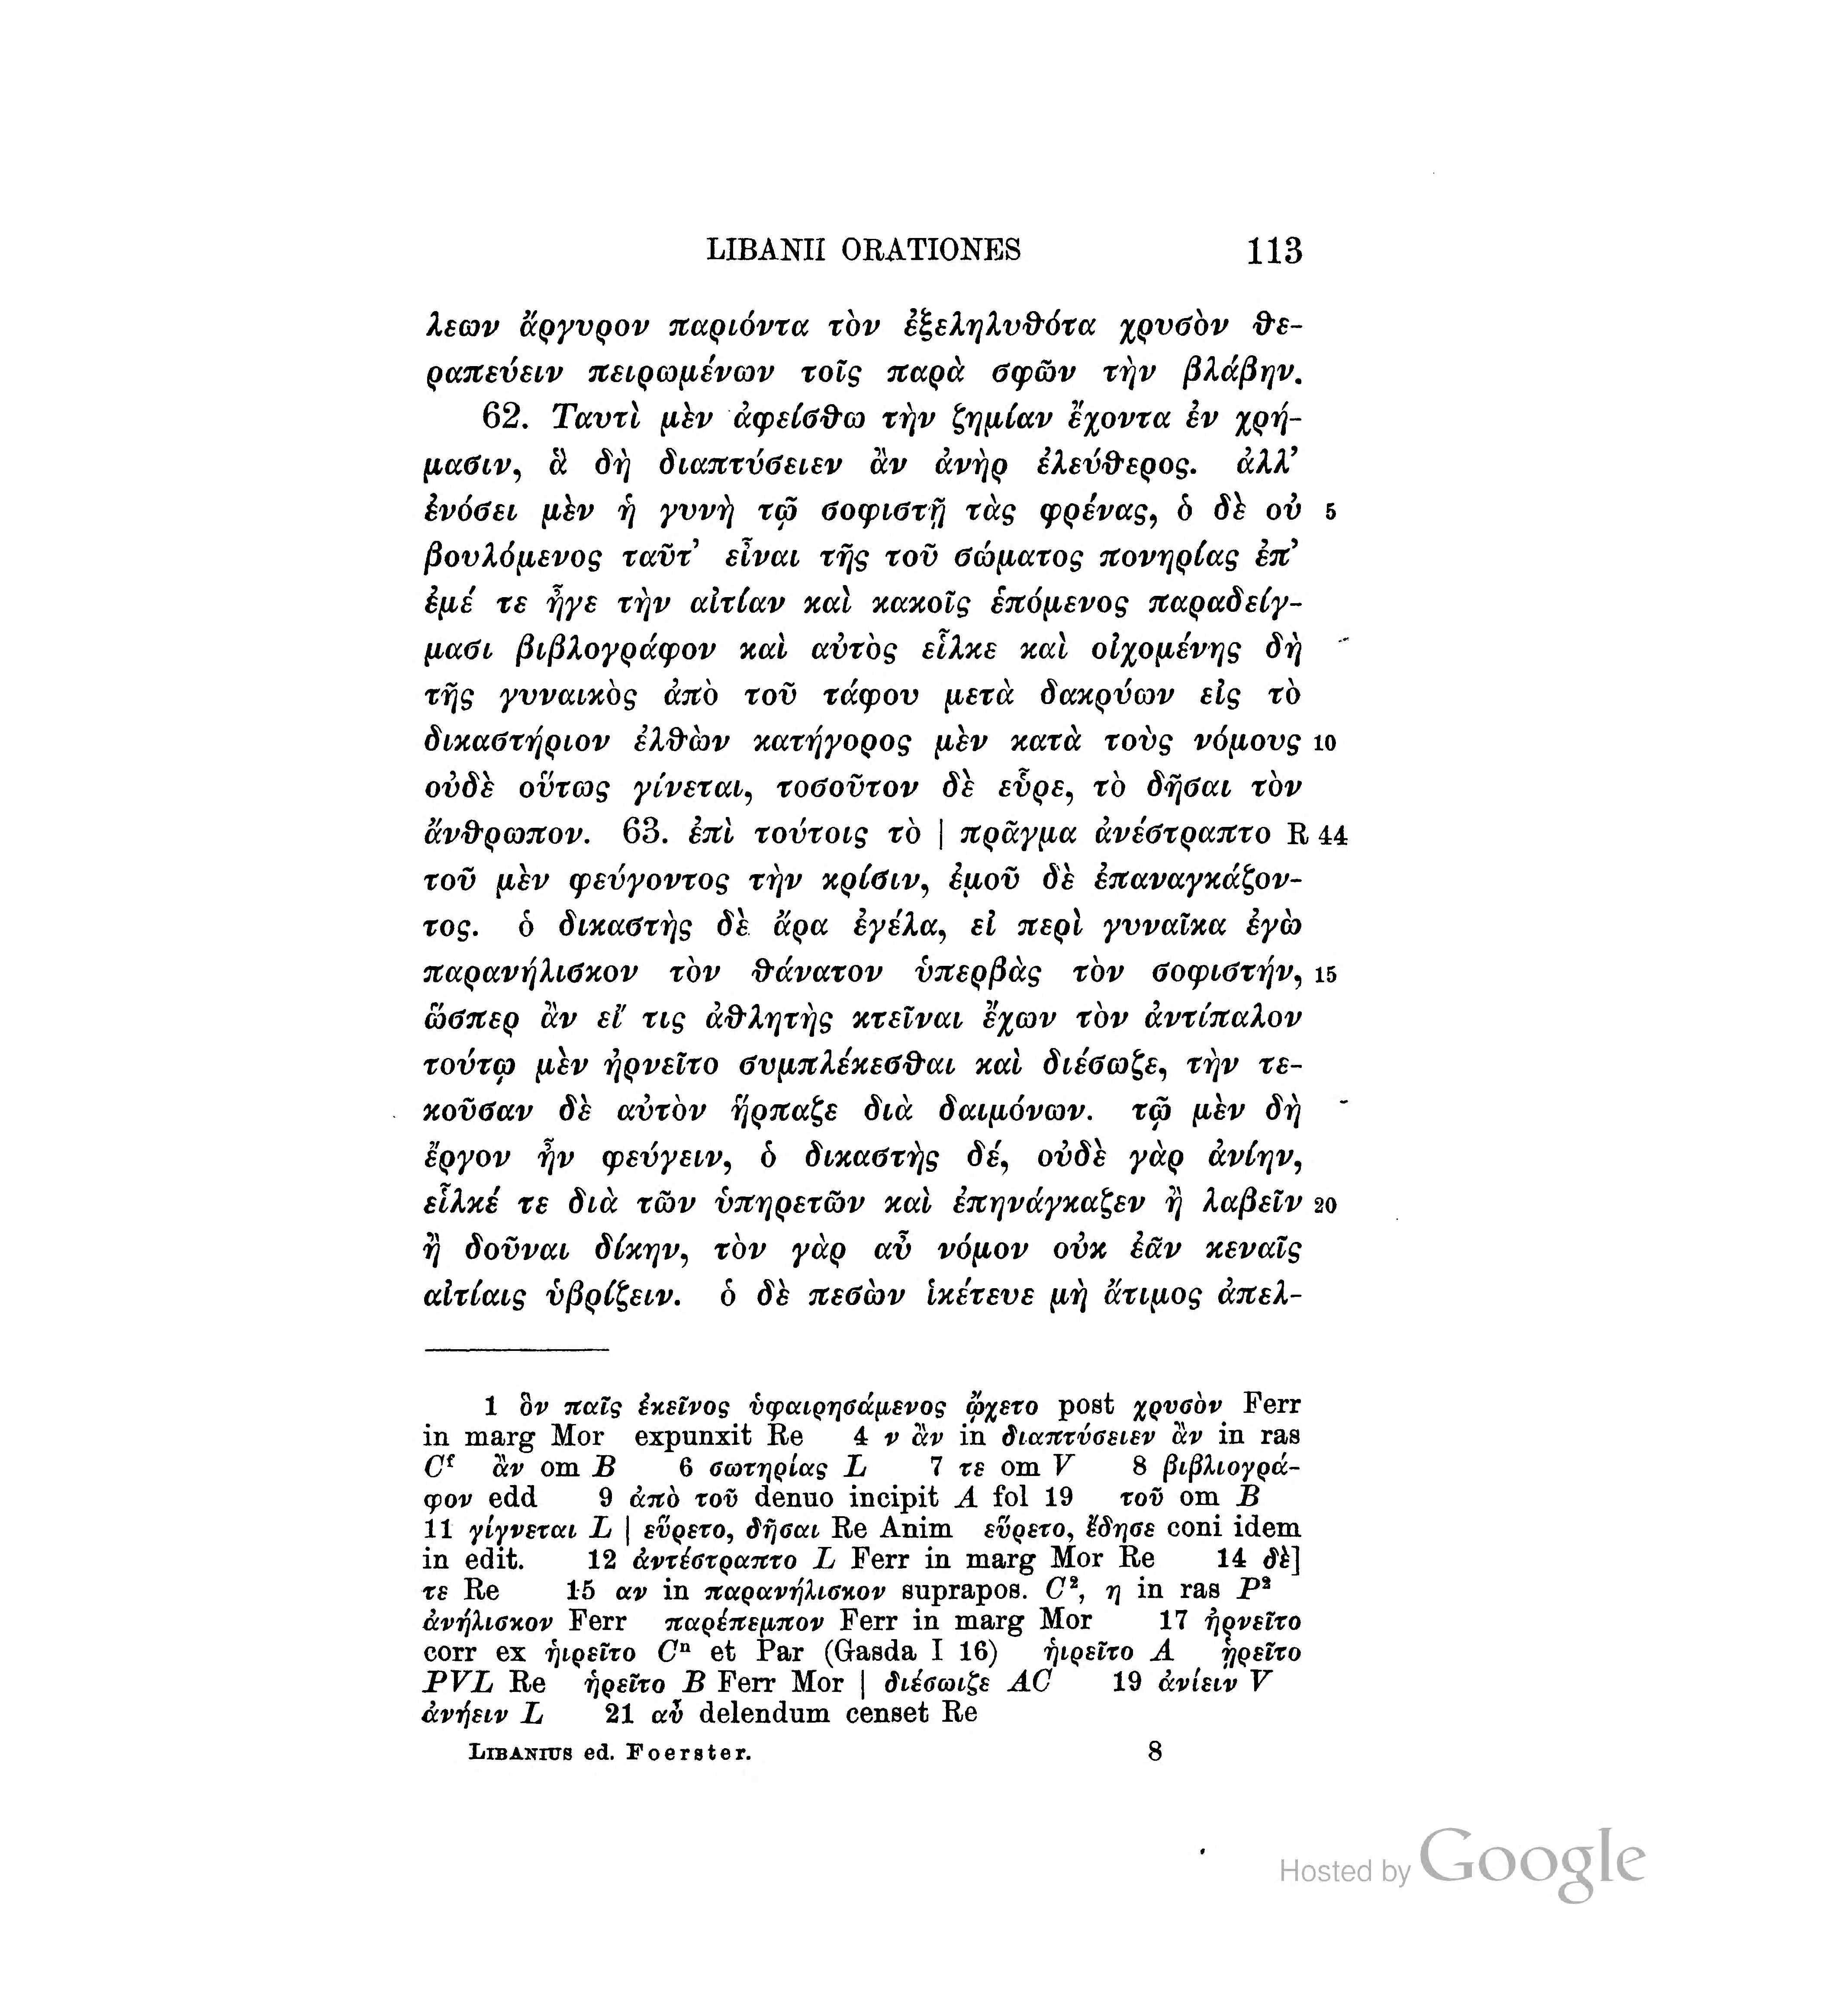 LIBANII ORATIONES 113
λεων ἄργυρον παριόντα τὸν ἐξεληλυθότα χρυσὸν θε-
ραπεύειν πειρωμένων τοῖς παρὰ σφῶν τὴν βλάβην.
62. Ταυτὶ μὲν ἀφείσθω τὴν ζημίαν ἔχοντα ἐν χρή-
μασιν, ἃ δὴ διαπτύσειεν ἂν ἀνὴρ ἐλεύθερος. ἀλλ’
ἐνόσει μὲν ἡ γυνὴ τῷ σοφιστῇ τὰς φρένας, ὁ δὲ οὐ 5
βουλόμενος ταῦτ’ εἶναι τῆς τοῦ σώματος πονηρίας ἐπ’
ἐμέ τε ἦγε τὴν αἰτίαν καὶ κακοῖς ἑπόμενος παραδείγ-
μασι βιβλογράφον καὶ αὐτὸς εἷλκε καὶ οἰχομένης δὴ
τῆς γυναικὸς ἀπὸ τοῦ τάφου μετὰ δακρύων εἰς τὸ
δικαστήριον ἐλθὼν κατήγορος μὲν κατὰ τοὺς νόμους 10
οὐδὲ οὕτως γίνεται, τοσοῦτον δὲ εὗρε, τὸ δῆσαι τὸν
ἄνθρωπον. 63. ἐπὶ τούτοις τὸ | πρᾶγμα ἀνέστραπτο R 44
τοῦ μὲν φεύγοντος τὴν κρίσιν, ἐμοῦ δὲ ἐπαναγκάζον-
τος. ὁ δικαστὴς δὲ ἄρα ἐγέλα, εἰ περὶ γυναῖκα ἐγὼ
παρανήλισκον τὸν θάνατον ὑπερβὰς τὸν σοφιστήν, 15
ὥσπερ ἂν εἴ τις ἀθλητὴς κτεῖναι ἔχων τὸν ἀντίπαλον
τούτῳ μὲν ἠρνεῖτο συμπλέκεσθαι καὶ διέσωζε, τὴν τε-
κοῦσαν δὲ αὐτὸν ἥρπαζε διὰ δαιμόνων. τῷ μὲν δὴ
ἔργον ἦν φεύγειν, ὁ δικαστὴς δέ, οὐδὲ γὰρ ἀνίην,
εἷλκέ τε διὰ τῶν ὑπηρετῶν καὶ ἐπηνάγκαζεν ἢ λαβεῖν 20
ἢ δοῦναι δίκην, τὸν γὰρ αὖ νόμον οὐκ ἐᾶν κεναῖς
αἰτίαις ὑβρίζειν. ὁ δὲ πεσὼν ἱκέτευε μὴ ἄτιμος ἀπελ-
1 ὃν παῖς ἐκεῖνος ὑφαιρησάμενος ᾤχετο post χρυσὸν Ferr
in marg Mor expunxit Re 4 ν ἂν in διαπτύσειεν ἂν in ras
Cᶠ ἂν om B 6 σωτηρίας L 7 τε om V 8 βιβλιογρά-
φον edd 9 ἀπὸ τοῦ denuo incipit A fol 19 τοῦ om B
11 γίγνεται L | εὕρετο, δῆσαι Re Anim εὕρετο, ἔδησε coni idem
in edit. 12 ἀντέστραπτο L Ferr in marg Mor Re 14 δὲ]
τε Re 15 αν in παρανήλισκον suprapos. C², η in ras P²
ἀνήλισκον Ferr παρέπεμπον Ferr in marg Mor 17 ἠρνεῖτο
corr ex ἡιρεῖτο Cⁿ et Par (Gasda I 16) ἡιρεῖτο A ᾑρεῖτο
PVL Re ἡρεῖτο B Ferr Mor | διέσωιζε AC 19 ἀνίειν V
ἀνήειν L 21 αὖ delendum censet Re
LIBANIUS ed. Foerster. 8
Hosted by Google